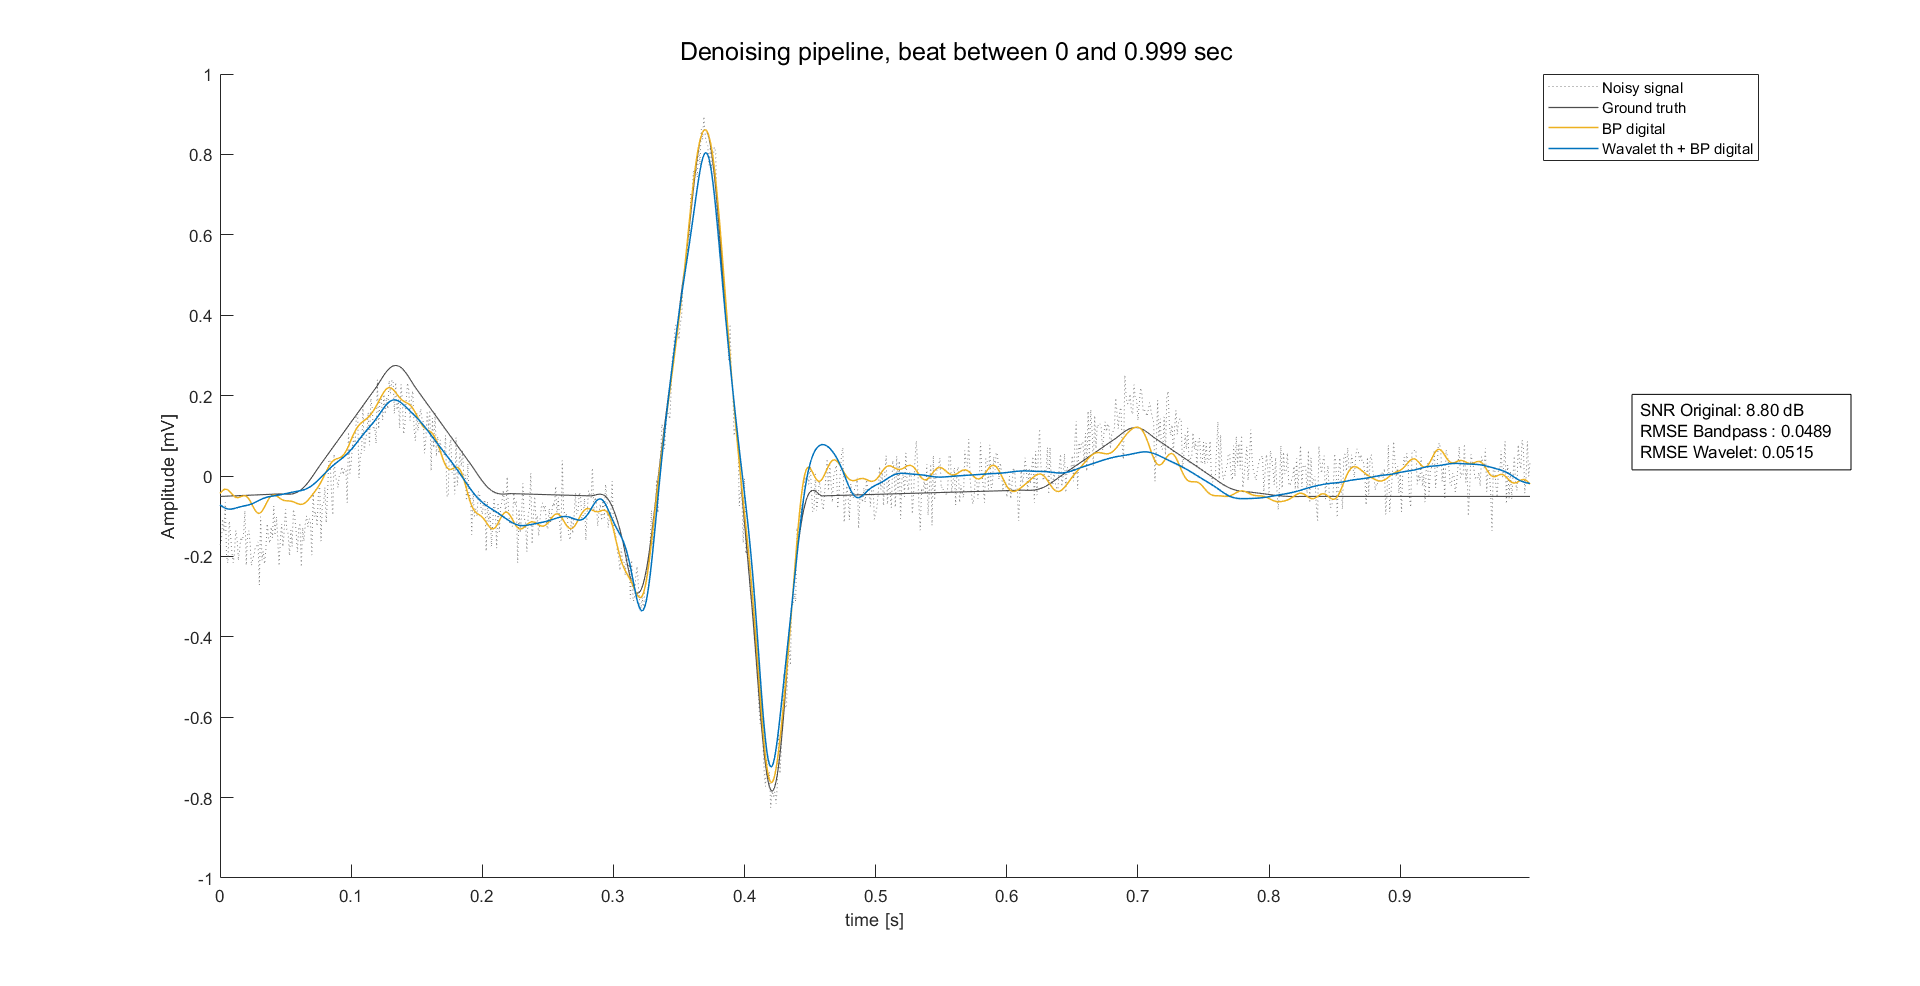 Denoising pipeline, beat between 0 and 0.999 sec
Noisy signal
Ground truth
BP digital
Wavalet th + BP digital
1
0.8
0.6
0.4
0.2
0
-0.2
-0.4
-0.6
-0.8
-1
Amplitude [mV]
SNR Original: 8.80 dB
RMSE Bandpass : 0.0489
RMSE Wavelet: 0.0515
0 0.1 0.2 0.3 0.4 0.5 0.6 0.7 0.8 0.9
time [s]